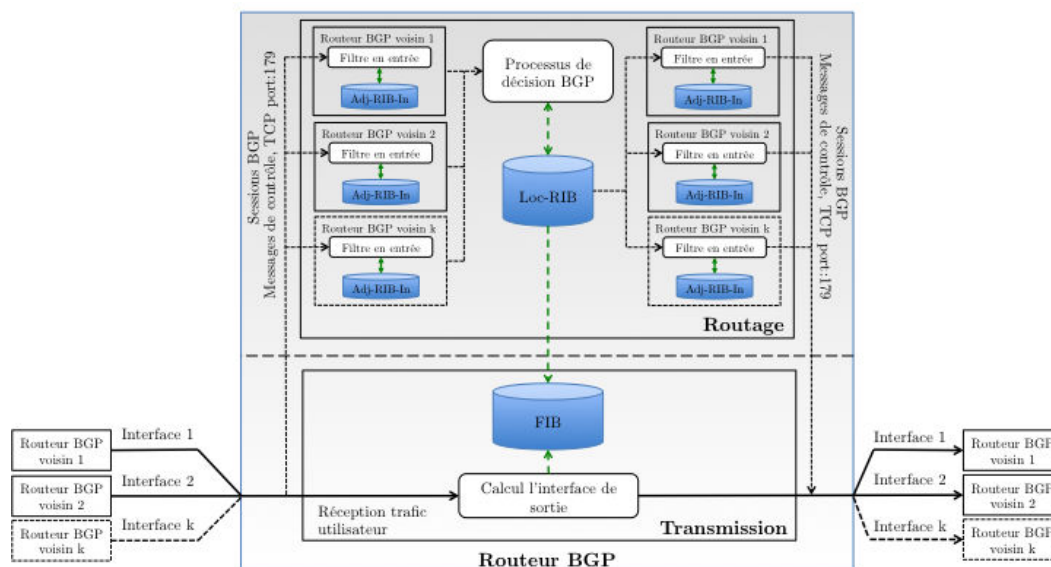 Sessions BGP
Messages de contrôle, TCP port:179
Routeur BGP voisin 1
Filtre en entrée
Adj-RIB-In
Routeur BGP voisin 2
Filtre en entrée
Adj-RIB-In
Routeur BGP voisin k
Filtre en entrée
Adj-RIB-In
Processus de
décision BGP
Loc-RIB
Routeur BGP voisin 1
Filtre en entrée
Adj-RIB-In
Routeur BGP voisin 2
Filtre en entrée
Adj-RIB-In
Routeur BGP voisin k
Filtre en entrée
Adj-RIB-In
Sessions BGP
Messages de contrôle, TCP port:179
Routage
FIB
Routeur BGP
voisin 1
Interface 1
Routeur BGP
voisin 2
Interface 2
Routeur BGP
voisin k
Interface k
Réception trafic
utilisateur
Calcul l'interface de
sortie
Transmission
Interface 1
Routeur BGP
voisin 1
Interface 2
Routeur BGP
voisin 2
Interface k
Routeur BGP
voisin k
Routeur BGP